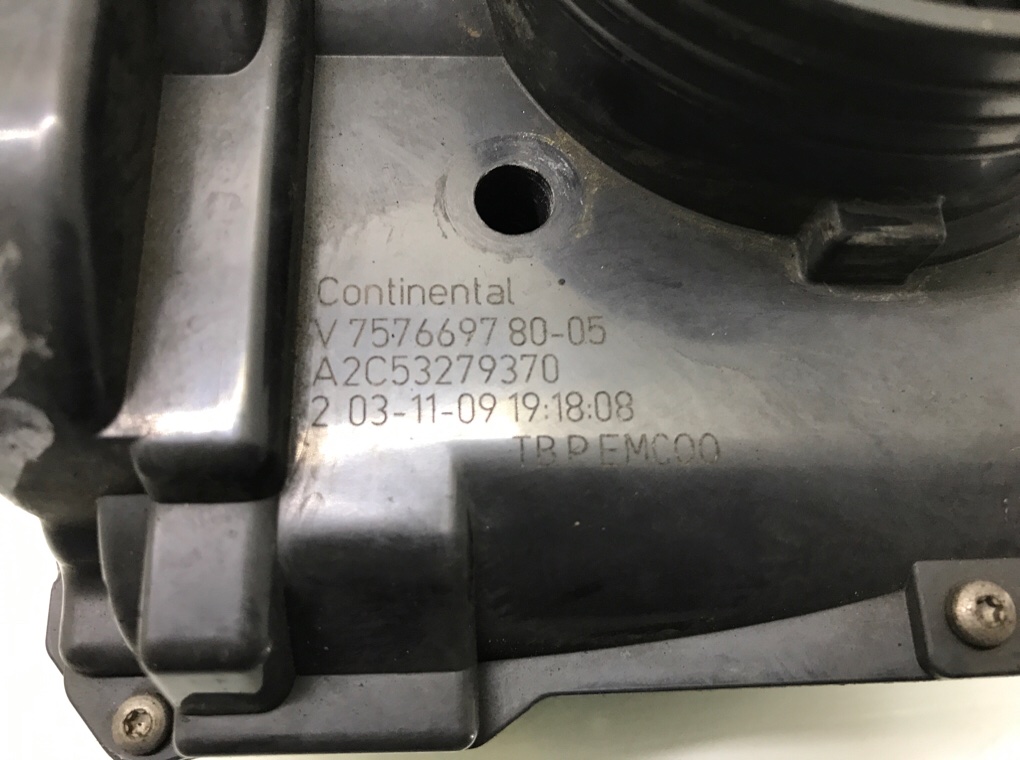 Continental
V 7576697 80-05
A2C53279370
2 03-11-09 19:18:08
TB P EMC00